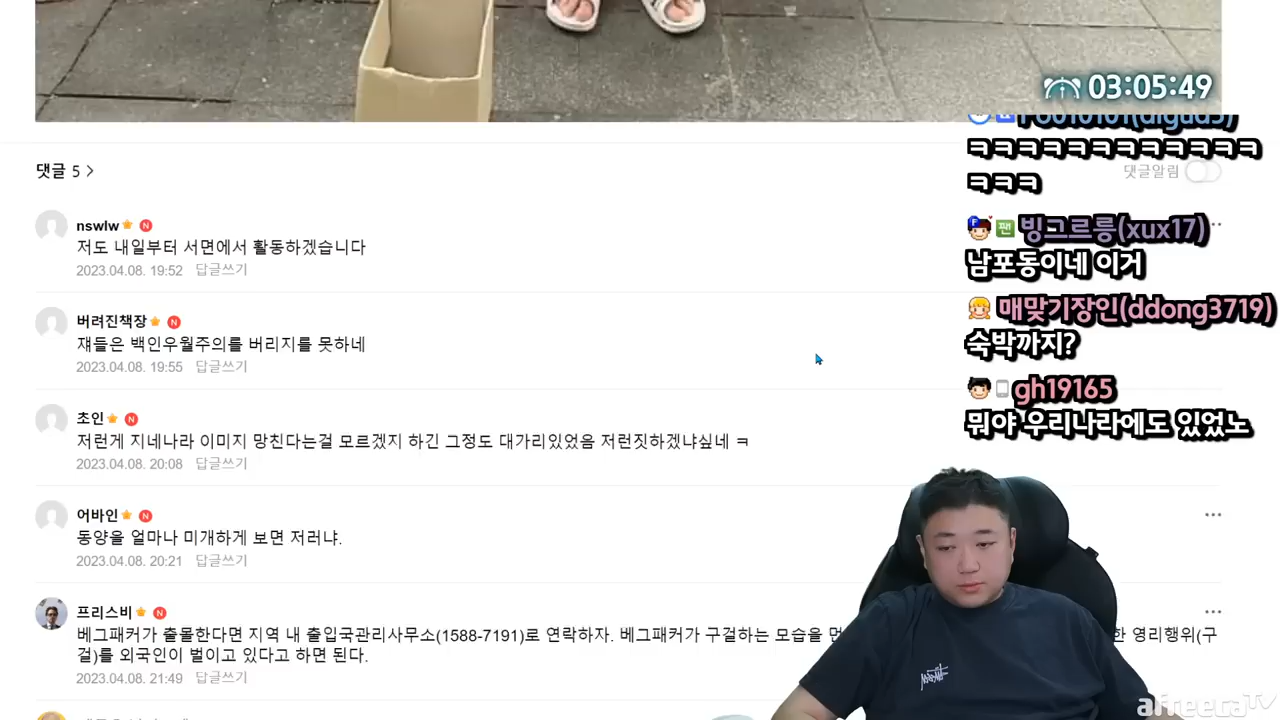 03:05:49
댓글 5
댓글알림
nswlw
저도 내일부터 서면에서 활동하겠습니다
2023.04.08. 19:52 답글쓰기
버려진책장
쟤들은 백인우월주의를 버리지를 못하네
2023.04.08. 19:55 답글쓰기
초인
저런게 지네나라 이미지 망친다는걸 모르겠지 하긴 그정도 대가리있었음 저런짓하겠냐싶네 ㅋ
2023.04.08. 20:08 답글쓰기
어바인
동양을 얼마나 미개하게 보면 저러냐.
2023.04.08. 20:21 답글쓰기
프리스비
베그패커가 출몰한다면 지역 내 출입국관리사무소(1588-7191)로 연락하자. 베그패커가 구걸하는 모습을 한 영리행위(구
걸)를 외국인이 벌이고 있다고 하면 된다.
2023.04.08. 21:49 답글쓰기
ㅋㅋㅋㅋㅋㅋㅋㅋㅋㅋㅋㅋ
ㅋㅋㅋ
팬 빙그르릉(xux17)
남포동이네 이거
매맞기장인(ddong3719)
숙박까지?
gh19165
뭐야 우리나라에도 있었노
afreecaTV